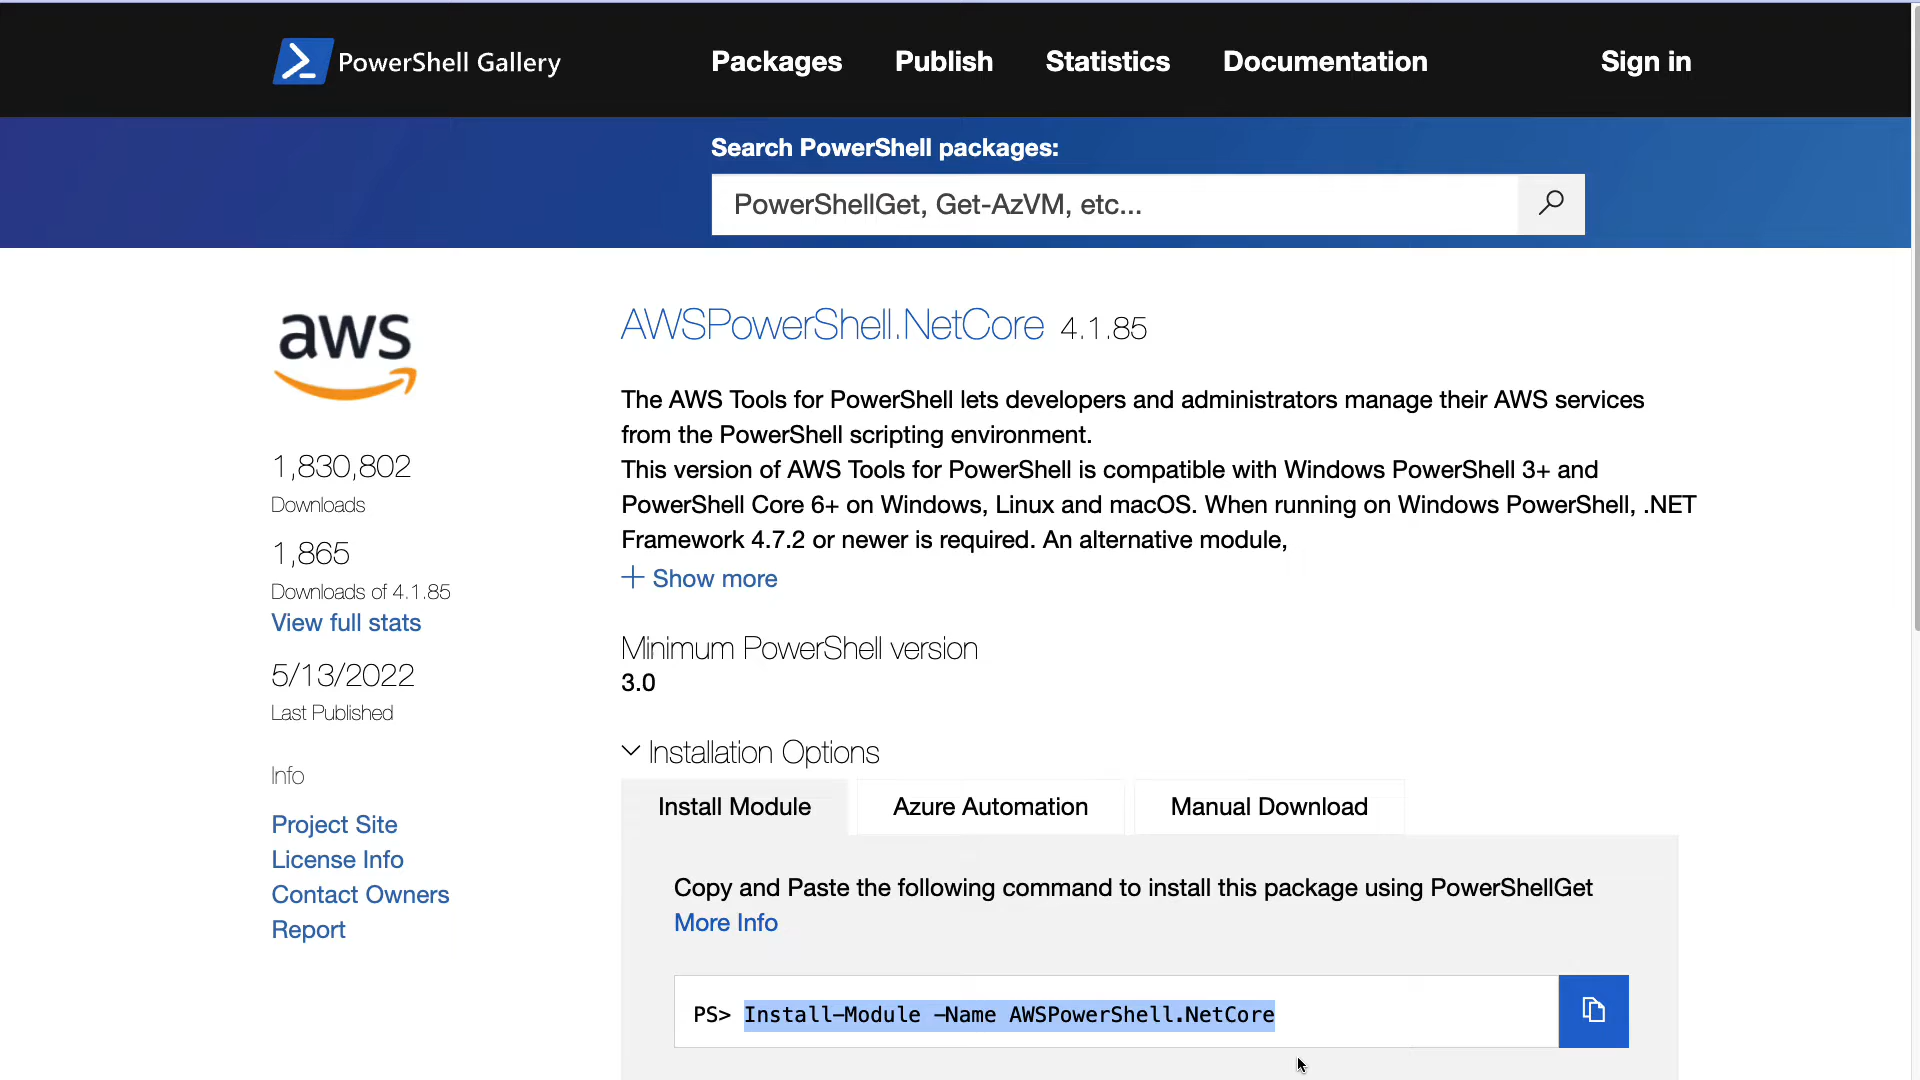 PowerShell Gallery
Packages
Publish
Statistics
Documentation
Sign in
Search PowerShell packages:
PowerShellGet, Get-AzVM, etc...
aws
1,830,802
Downloads
1,865
Downloads of 4.1.85
View full stats
5/13/2022
Last Published
Info
Project Site
License Info
Contact Owners
Report
AWSPowerShell.NetCore 4.1.85
The AWS Tools for PowerShell lets developers and administrators manage their AWS services
from the PowerShell scripting environment.
This version of AWS Tools for PowerShell is compatible with Windows PowerShell 3+ and
PowerShell Core 6+ on Windows, Linux and macOS. When running on Windows PowerShell, .NET
Framework 4.7.2 or newer is required. An alternative module,
Show more
Minimum PowerShell version
3.0
Installation Options
Install Module
Azure Automation
Manual Download
Copy and Paste the following command to install this package using PowerShellGet
More Info
PS> Install-Module -Name AWSPowerShell.NetCore